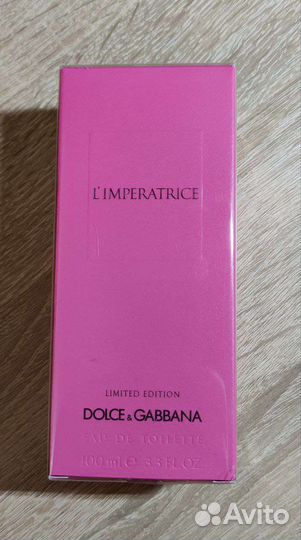 L'IMPERATRICE
LIMITED EDITION
DOLCE & GABBANA
EAU DE TOILETTE
100 ml ℮ 3.3 FL.OZ.
Avito